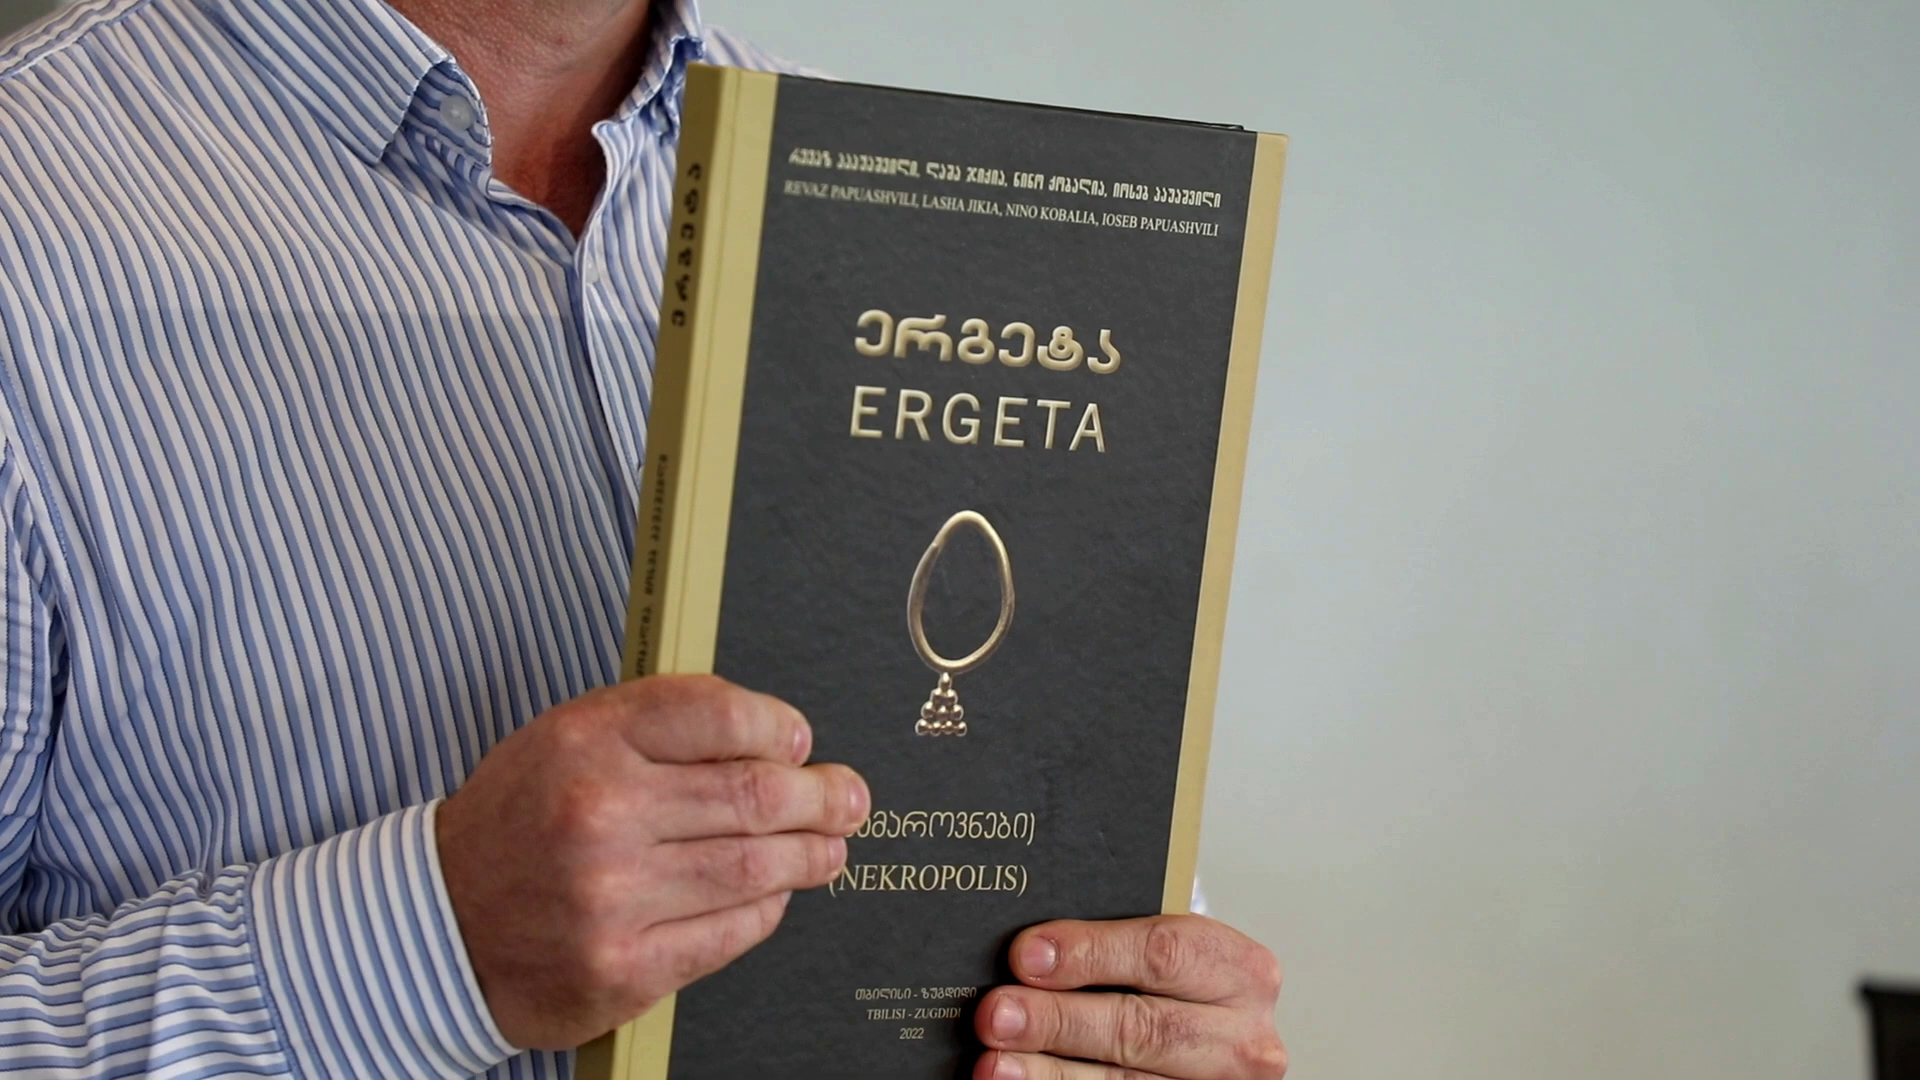 რევაზ პაპუაშვილი, ლაშა ჯიქია, ნინო ქობალია, იოსებ პაპუაშვილი
REVAZ PAPUASHVILI, LASHA JIKIA, NINO KOBALIA, IOSEB PAPUASHVILI
ერგეტა
ERGETA
(NEKROPOLIS)
თბილისი - ზუგდიდი
TBILISI - ZUGDIDI
2022
ერგეტა